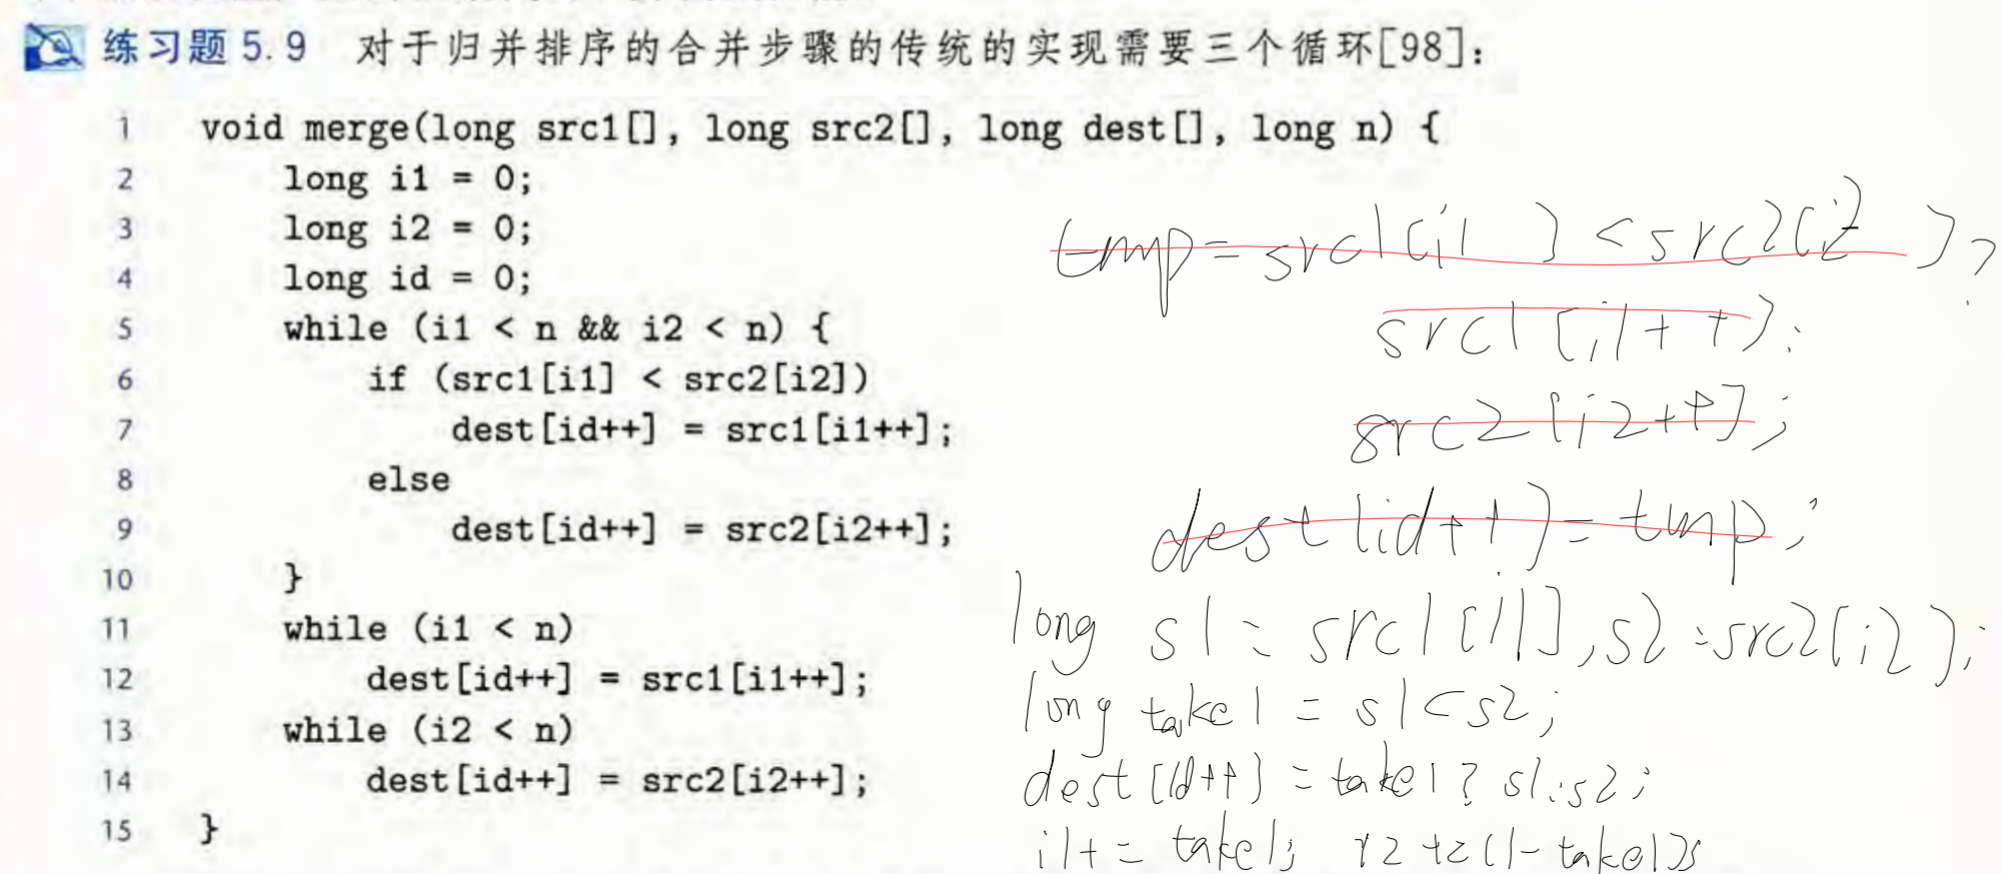 练习题 5.9 对于归并排序的合并步骤的传统的实现需要三个循环[98]:
1 void merge(long src1[], long src2[], long dest[], long n) {
2 long i1 = 0;
3 long i2 = 0;
4 long id = 0;
5 while (i1 < n && i2 < n) {
6 if (src1[i1] < src2[i2])
7 dest[id++] = src1[i1++];
8 else
9 dest[id++] = src2[i2++];
10 }
11 while (i1 < n)
12 dest[id++] = src1[i1++];
13 while (i2 < n)
14 dest[id++] = src2[i2++];
15 }
tmp = src1[i1] < src2[i2]?
src1[i1++]:
src2[i2++];
dest[id++] = tmp;
long s1 = src1[i1], s2 = src2[i2];
long take1 = s1 < s2;
dest[id++] = take1 ? s1:s2;
i1 += take1; i2 += (1-take1);